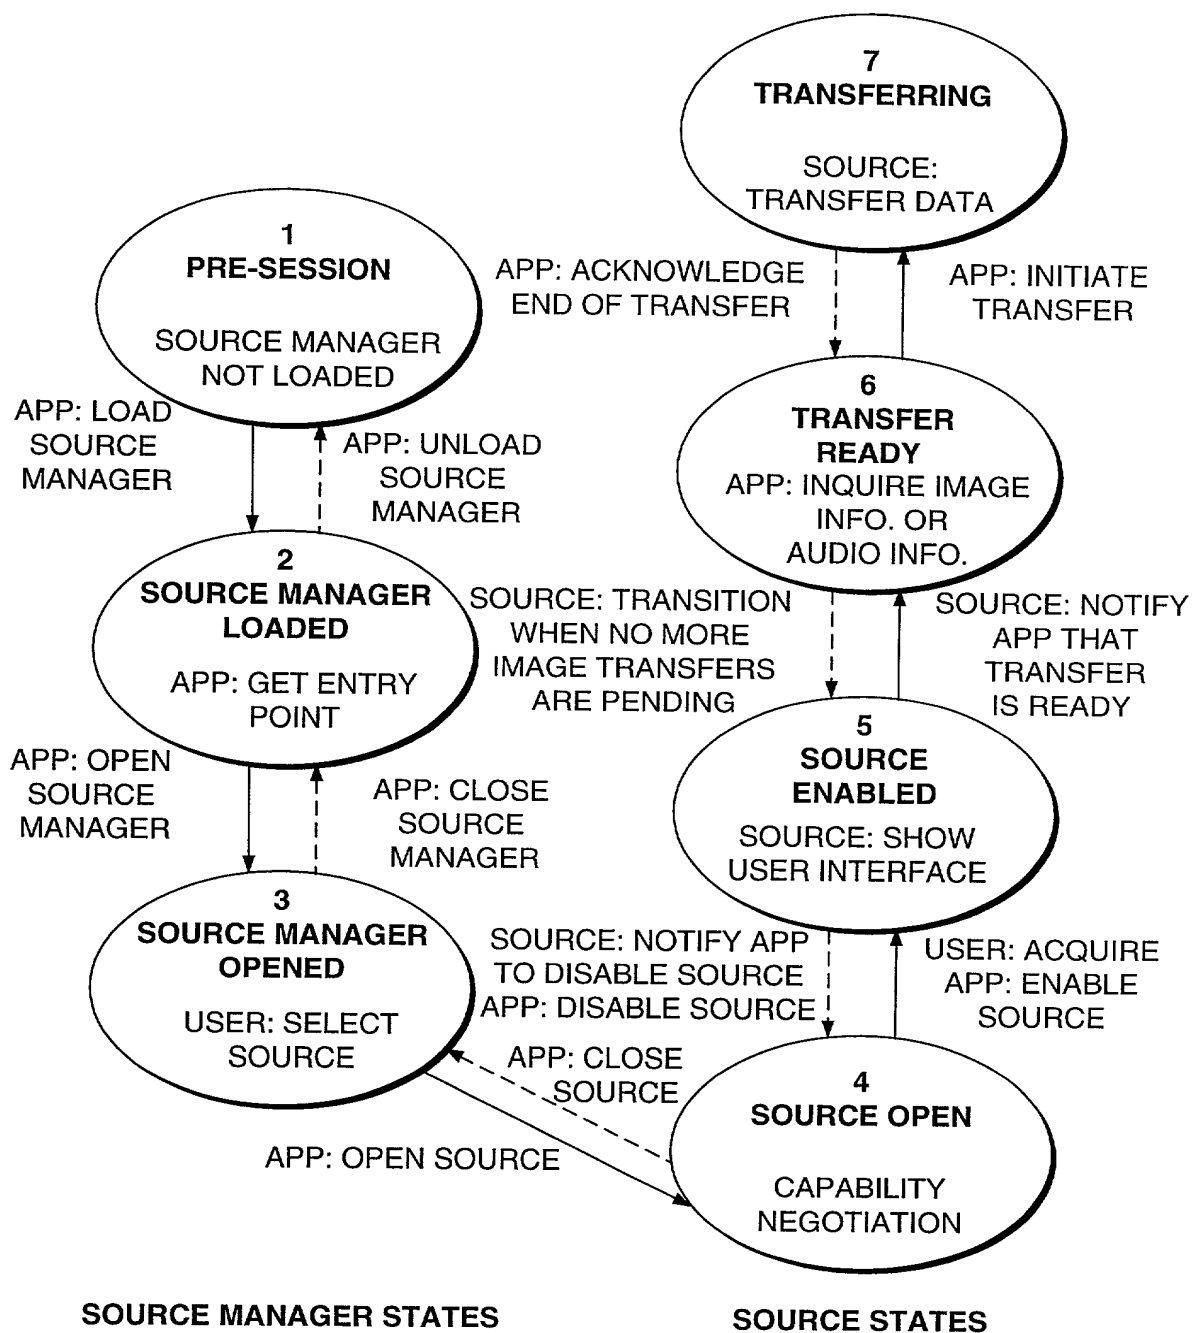 1
PRE-SESSION
SOURCE MANAGER
NOT LOADED
APP: LOAD
SOURCE
MANAGER
APP: UNLOAD
SOURCE
MANAGER
2
SOURCE MANAGER
LOADED
APP: GET ENTRY
POINT
APP: OPEN
SOURCE
MANAGER
APP: CLOSE
SOURCE
MANAGER
3
SOURCE MANAGER
OPENED
USER: SELECT
SOURCE
APP: OPEN SOURCE
APP: CLOSE
SOURCE
7
TRANSFERRING
SOURCE:
TRANSFER DATA
APP: ACKNOWLEDGE
END OF TRANSFER
APP: INITIATE
TRANSFER
6
TRANSFER
READY
APP: INQUIRE IMAGE
INFO. OR
AUDIO INFO.
SOURCE: TRANSITION
WHEN NO MORE
IMAGE TRANSFERS
ARE PENDING
SOURCE: NOTIFY
APP THAT
TRANSFER
IS READY
5
SOURCE
ENABLED
SOURCE: SHOW
USER INTERFACE
SOURCE: NOTIFY APP
TO DISABLE SOURCE
APP: DISABLE SOURCE
USER: ACQUIRE
APP: ENABLE
SOURCE
4
SOURCE OPEN
CAPABILITY
NEGOTIATION
SOURCE MANAGER STATES
SOURCE STATES